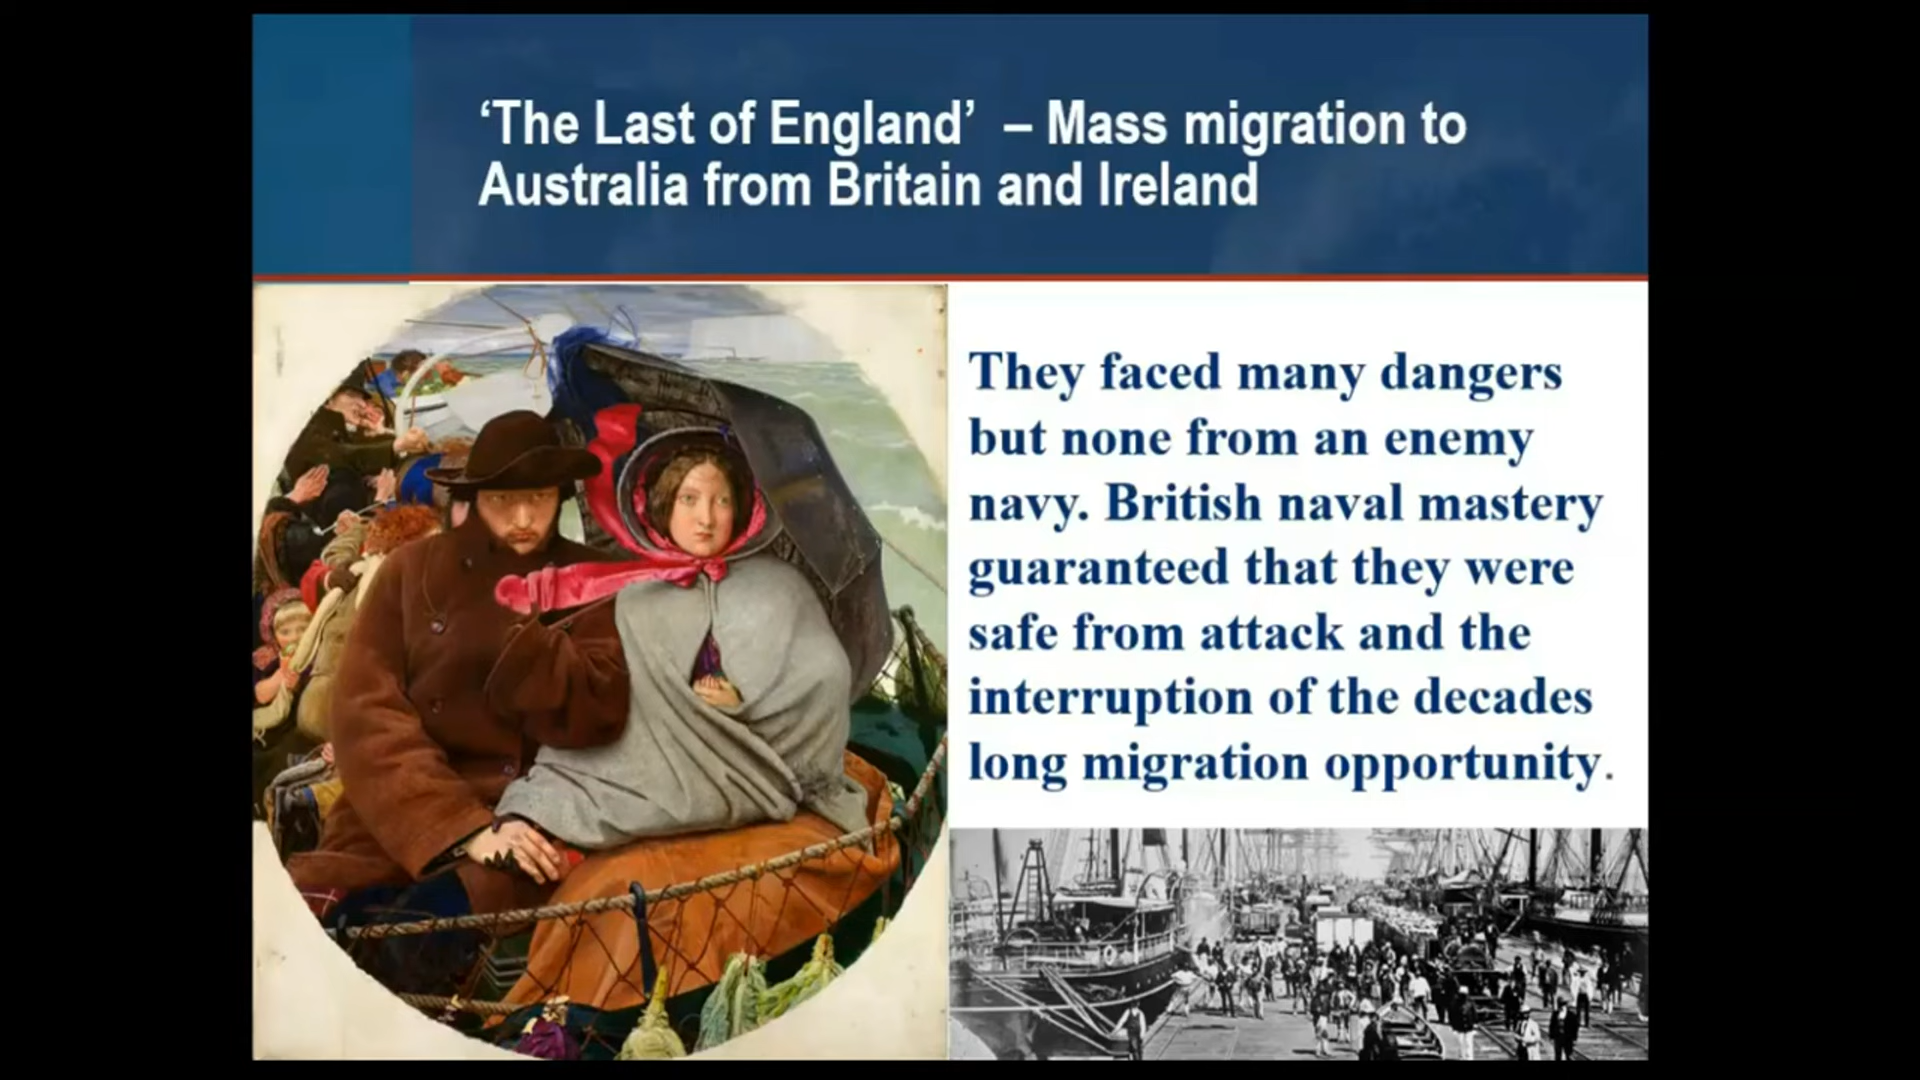 ‘The Last of England’ – Mass migration to
Australia from Britain and Ireland
They faced many dangers
but none from an enemy
navy. British naval mastery
guaranteed that they were
safe from attack and the
interruption of the decades
long migration opportunity.